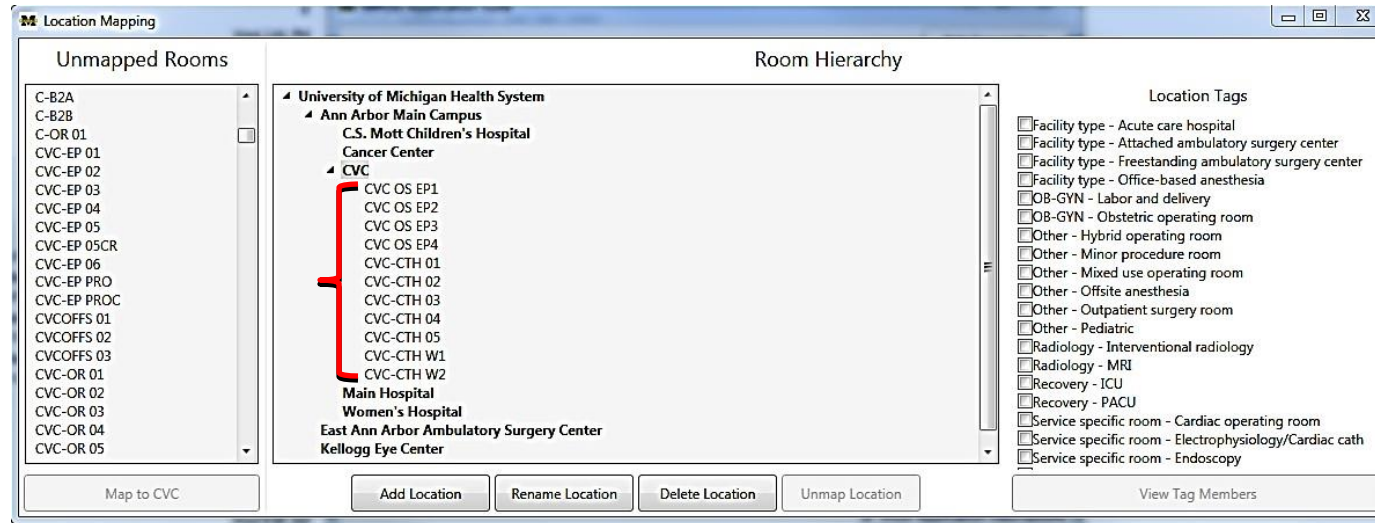 Location Mapping
Unmapped Rooms
C-B2A
C-B2B
C-OR 01
CVC-EP 01
CVC-EP 02
CVC-EP 03
CVC-EP 04
CVC-EP 05
CVC-EP 05CR
CVC-EP 06
CVC-EP PRO
CVC-EP PROC
CVCOFFS 01
CVCOFFS 02
CVCOFFS 03
CVC-OR 01
CVC-OR 02
CVC-OR 03
CVC-OR 04
CVC-OR 05
Map to CVC
Room Hierarchy
University of Michigan Health System
Ann Arbor Main Campus
C.S. Mott Children's Hospital
Cancer Center
CVC
CVC OS EP1
CVC OS EP2
CVC OS EP3
CVC OS EP4
CVC-CTH 01
CVC-CTH 02
CVC-CTH 03
CVC-CTH 04
CVC-CTH 05
CVC-CTH W1
CVC-CTH W2
Main Hospital
Women's Hospital
East Ann Arbor Ambulatory Surgery Center
Kellogg Eye Center
Add Location
Rename Location
Delete Location
Unmap Location
Location Tags
Facility type - Acute care hospital
Facility type - Attached ambulatory surgery center
Facility type - Freestanding ambulatory surgery center
Facility type - Office-based anesthesia
OB-GYN - Labor and delivery
OB-GYN - Obstetric operating room
Other - Hybrid operating room
Other - Minor procedure room
Other - Mixed use operating room
Other - Offsite anesthesia
Other - Outpatient surgery room
Other - Pediatric
Radiology - Interventional radiology
Radiology - MRI
Recovery - ICU
Recovery - PACU
Service specific room - Cardiac operating room
Service specific room - Electrophysiology/Cardiac cath
Service specific room - Endoscopy
View Tag Members